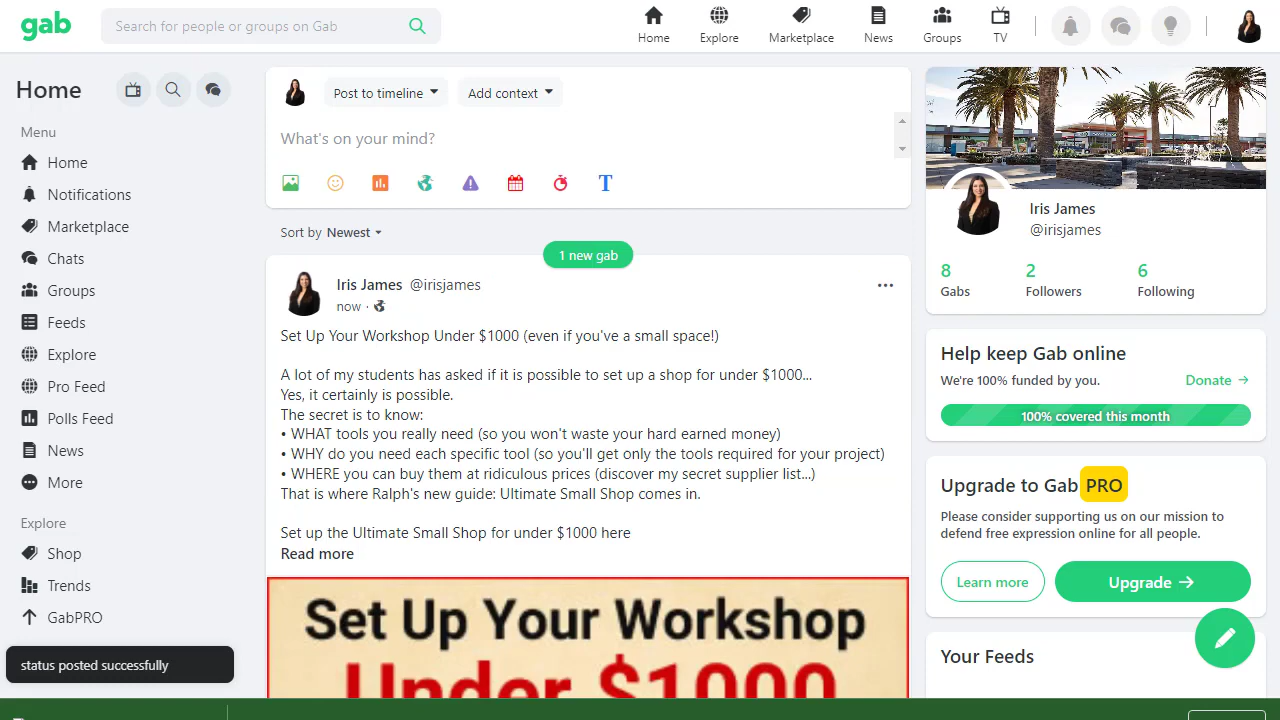 gab
Search for people or groups on Gab
Home
Explore
Marketplace
News
Groups
TV
Home
Menu
Home
Notifications
Marketplace
Chats
Groups
Feeds
Explore
Pro Feed
Polls Feed
News
More
Explore
Shop
Trends
GabPRO
status posted successfully
Post to timeline
Add context
What's on your mind?
T
Sort by Newest
1 new gab
Iris James @irisjames
now ·
Set Up Your Workshop Under $1000 (even if you've a small space!)
A lot of my students has asked if it is possible to set up a shop for under $1000...
Yes, it certainly is possible.
The secret is to know:
• WHAT tools you really need (so you won't waste your hard earned money)
• WHY do you need each specific tool (so you'll get only the tools required for your project)
• WHERE you can buy them at ridiculous prices (discover my secret supplier list...)
That is where Ralph's new guide: Ultimate Small Shop comes in.
Set up the Ultimate Small Shop for under $1000 here
Read more
Set Up Your Workshop
Under $1000
Iris James
@irisjames
8
Gabs
2
Followers
6
Following
Help keep Gab online
We're 100% funded by you.
Donate
100% covered this month
Upgrade to Gab PRO
Please consider supporting us on our mission to
defend free expression online for all people.
Learn more
Upgrade
Your Feeds